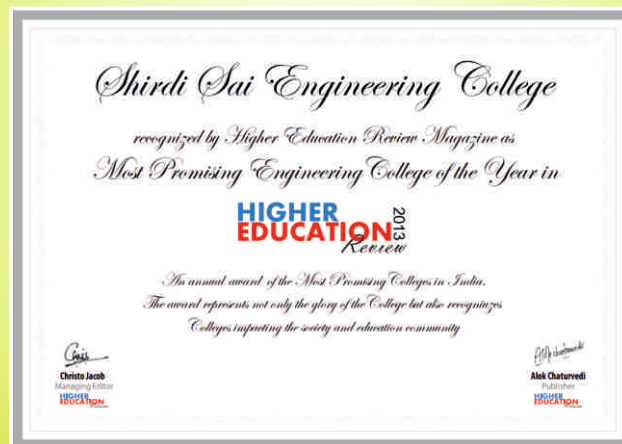 Shirdi Sai Engineering College
recognized by Higher Education Review Magazine as
Most Promising Engineering College of the Year in
HIGHER
EDUCATION
Review
2013
An annual award of the Most Promising Colleges in India.
The award represents not only the glory of the College but also recogniuzes
Colleges impacting the society and education community
Christo Jacob
Managing Editor
HIGHER
EDUCATION
Alok Chaturvedi
Publisher
HIGHER
EDUCATION